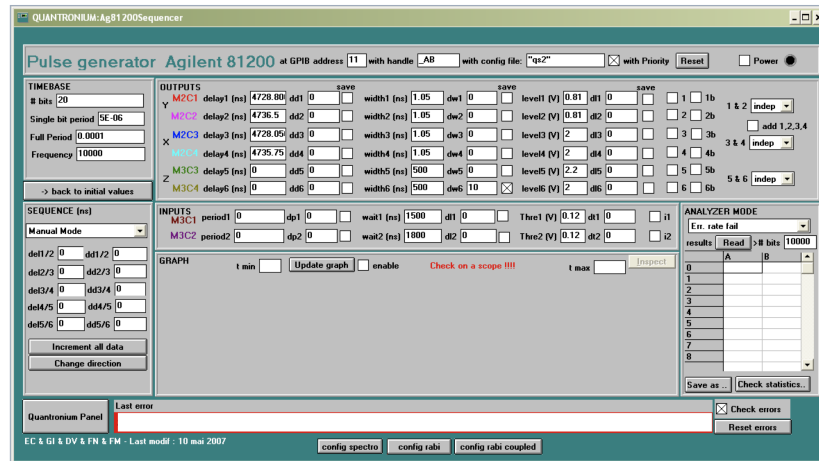 QUANTRONIUM:Ag81200Sequencer
Pulse generator Agilent 81200 at GPIB address 11 with handle _AB with config file: "qs2" with Priority Reset Power
TIMEBASE
# bits 20
Single bit period 5E-06
Full Period 0.0001
Frequency 10000
-> back to initial values
OUTPUTS save save save
Y M2C1 delay1 (ns) 4728.80 dd1 0 width1 (ns) 1.05 dw1 0 level1 (V) 0.81 dl1 0 1 1b
M2C2 delay2 (ns) 4736.5 dd2 0 width2 (ns) 1.05 dw2 0 level2 (V) 0.81 dl2 0 2 2b
X M2C3 delay3 (ns) 4728.05 dd3 0 width3 (ns) 1.05 dw3 0 level3 (V) 2 dl3 0 3 3b
M2C4 delay4 (ns) 4735.75 dd4 0 width4 (ns) 1.05 dw4 0 level4 (V) 2 dl4 0 4 4b
Z M3C3 delay5 (ns) 0 dd5 0 width5 (ns) 500 dw5 0 level5 (V) 2.2 dl5 0 5 5b
M3C4 delay6 (ns) 0 dd6 0 width6 (ns) 500 dw6 10 level6 (V) 2 dl6 0 6 6b
1 & 2 indep
add 1,2,3,4
3 & 4 indep
5 & 6 indep
SEQUENCE (ns)
Manual Mode
del1/2 0 dd1/2 0
del2/3 0 dd2/3 0
del3/4 0 dd3/4 0
del4/5 0 dd4/5 0
del5/6 0 dd5/6 0
Increment all data
Change direction
INPUTS
M3C1 period1 0 dp1 0 wait1 (ns) 1500 dl1 0 Thre1 (V) 0.12 dt1 0 i1
M3C2 period2 0 dp2 0 wait2 (ns) 1800 dl2 0 Thre2 (V) 0.12 dt2 0 i2
GRAPH t min Update graph enable Check on a scope !!!! t max Inspect
ANALYZER MODE
Err. rate fail
results Read ># bits 10000
A B
0
1
2
3
4
5
6
7
8
Save as .. Check statistics..
Quantronium Panel
Last error
Check errors
Reset errors
EC & GI & DV & FN & FM - Last modif : 10 mai 2007
config spectro config rabi config rabi coupled